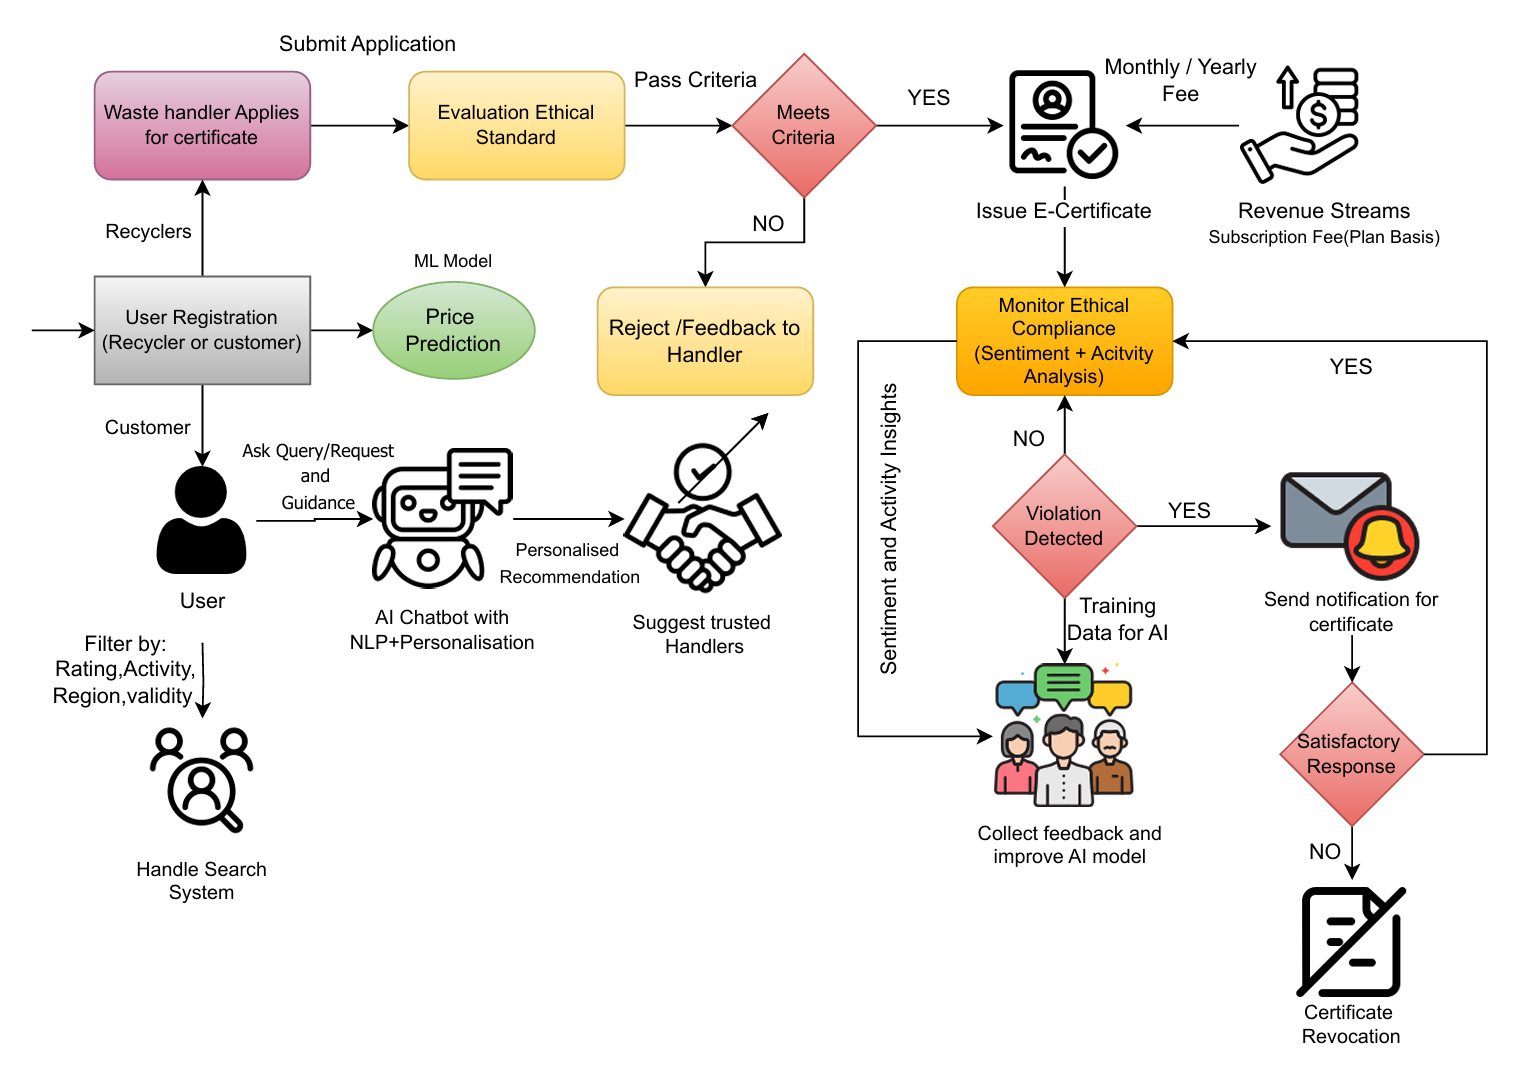 Submit Application
Waste handler Applies
for certificate
Evaluation Ethical
Standard
Pass Criteria
Meets
Criteria
YES
Monthly / Yearly
Fee
Issue E-Certificate
Revenue Streams
Subscription Fee(Plan Basis)
Recyclers
NO
ML Model
User Registration
(Recycler or customer)
Price
Prediction
Reject /Feedback to
Handler
Monitor Ethical
Compliance
(Sentiment + Acitvity
Analysis)
YES
Customer
Ask Query/Request
and
Guidance
Sentiment and Activity Insights
NO
Violation
Detected
YES
Personalised
Recommendation
User
AI Chatbot with
NLP+Personalisation
Suggest trusted
Handlers
Training
Data for AI
Send notification for
certificate
Filter by:
Rating,Activity,
Region,validity
Satisfactory
Response
Collect feedback and
improve AI model
NO
Handle Search
System
Certificate
Revocation